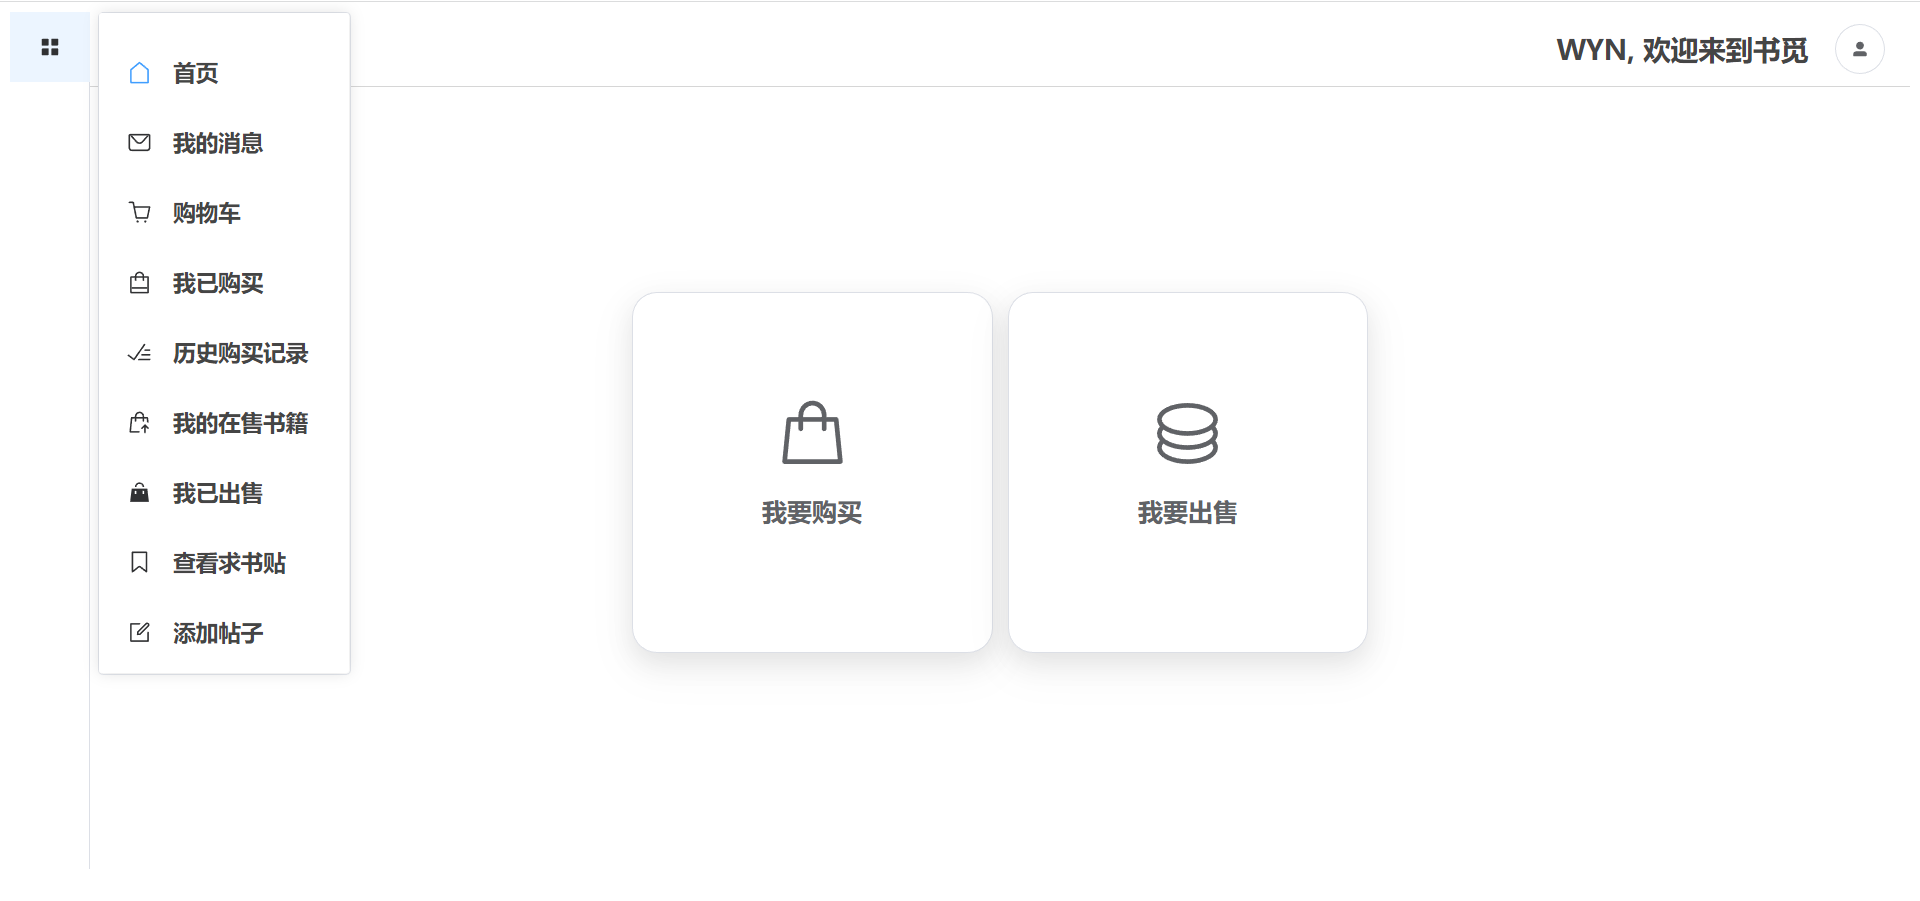 WYN, 欢迎来到书觅
首页
我的消息
购物车
我已购买
历史购买记录
我的在售书籍
我已出售
查看求书贴
添加帖子
我要购买
我要出售